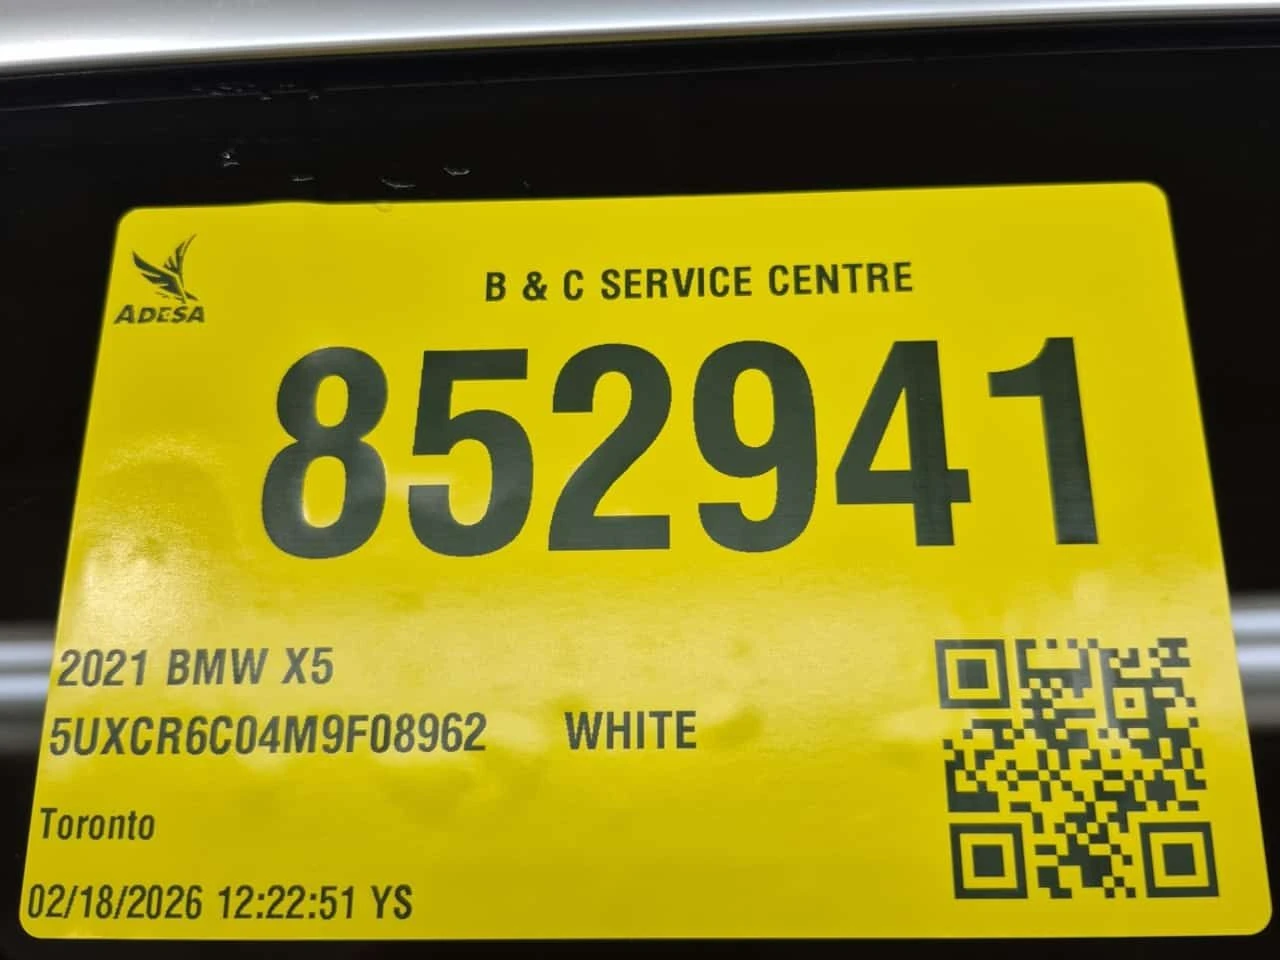 ADESA
B & C SERVICE CENTRE
852941
2021 BMW X5
5UXCR6C04M9F08962 WHITE
Toronto
02/18/2026 12:22:51 YS